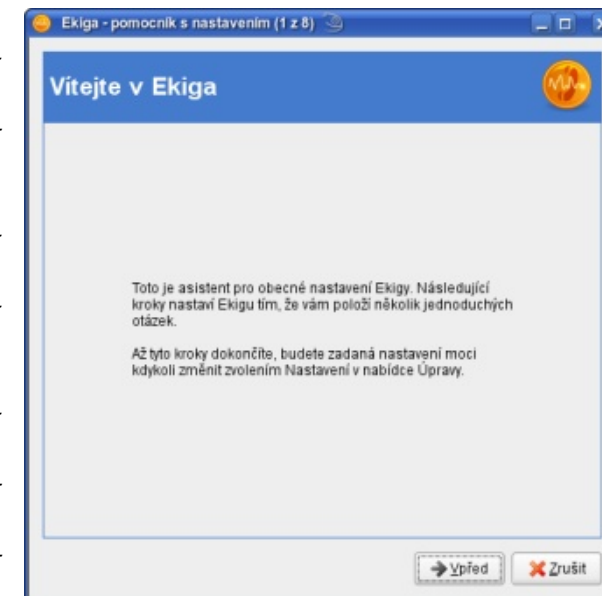 Ekiga - pomocník s nastavením (1 z 8)
Vítejte v Ekiga
Toto je asistent pro obecné nastavení Ekigy. Následující
kroky nastaví Ekigu tím, že vám položí několik jednoduchých
otázek.
Až tyto kroky dokončíte, budete zadaná nastavení moci
kdykoli změnit zvolením Nastavení v nabídce Úpravy.
Vpřed
Zrušit